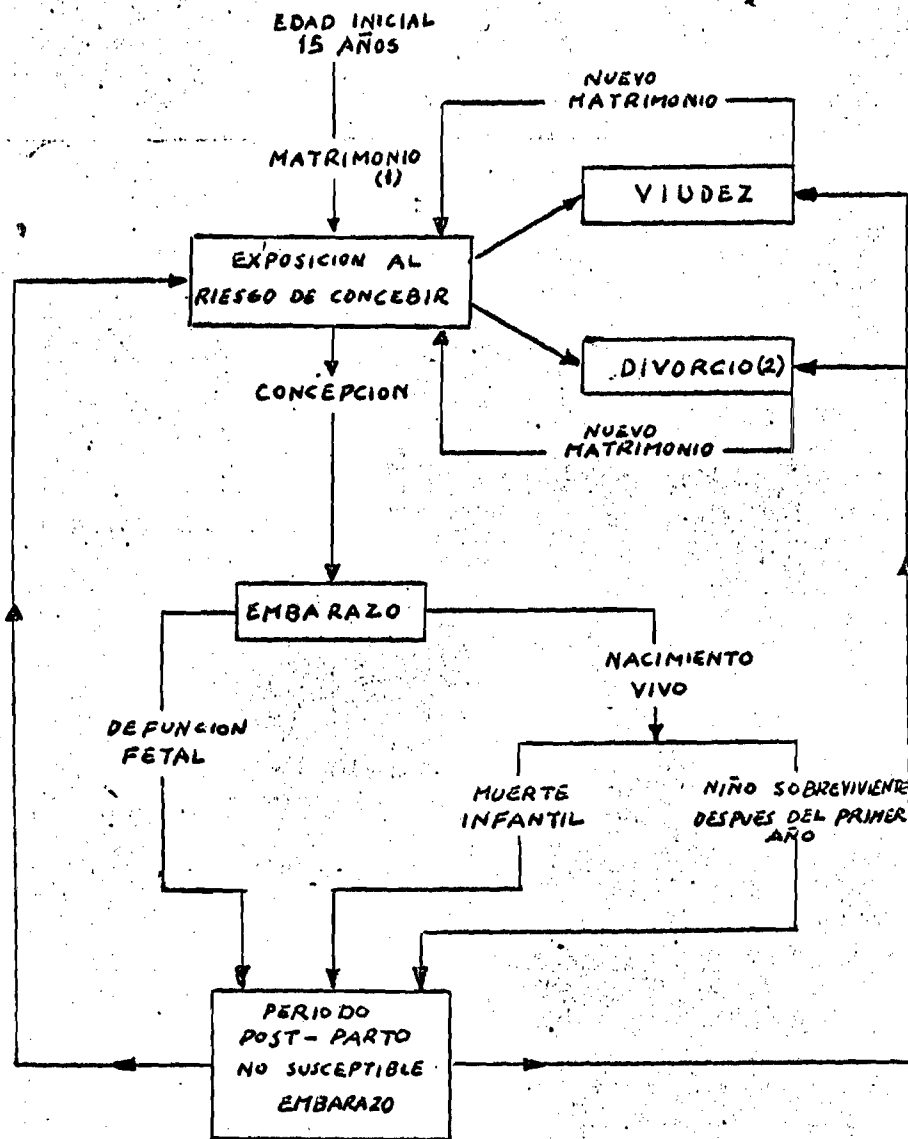 EDAD INICIAL
15 AÑOS
NUEVO
MATRIMONIO
MATRIMONIO
(1)
VIUDEZ
EXPOSICION AL
RIESGO DE CONCEBIR
DIVORCIO(2)
CONCEPCION
NUEVO
MATRIMONIO
EMBARAZO
NACIMIENTO
VIVO
DEFUNCION
FETAL
MUERTE
INFANTIL
NIÑO SOBREVIVIENTE
DESPUES DEL PRIMER
AÑO
PERIODO
POST-PARTO
NO SUSCEPTIBLE
EMBARAZO